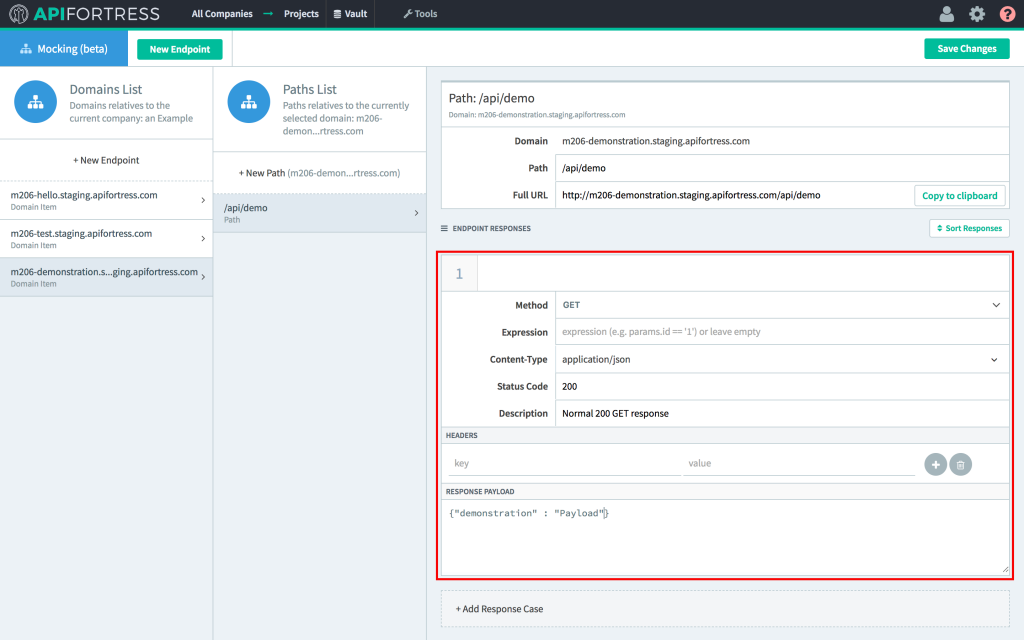 APIFORTRESS
All Companies → Projects
Vault
Tools
?
Mocking (beta)
New Endpoint
Save Changes
Domains List
Domains relatives to the
current company: an Example
+ New Endpoint
m206-hello.staging.apifortress.com
Domain Item
m206-test.staging.apifortress.com
Domain Item
m206-demonstration.s...ging.apifortress.com
Domain Item
Paths List
Paths relatives to the currently
selected domain: m206-
demon...rtress.com
+ New Path (m206-demon...rtress.com)
/api/demo
Path
Path: /api/demo
Domain: m206-demonstration.staging.apifortress.com
Domain m206-demonstration.staging.apifortress.com
Path /api/demo
Full URL http://m206-demonstration.staging.apifortress.com/api/demo
Copy to clipboard
ENDPOINT RESPONSES
Sort Responses
1
Method GET
Expression expression (e.g. params.id == '1') or leave empty
Content-Type application/json
Status Code 200
Description Normal 200 GET response
HEADERS
key value
RESPONSE PAYLOAD
{"demonstration" : "Payload"}
+ Add Response Case